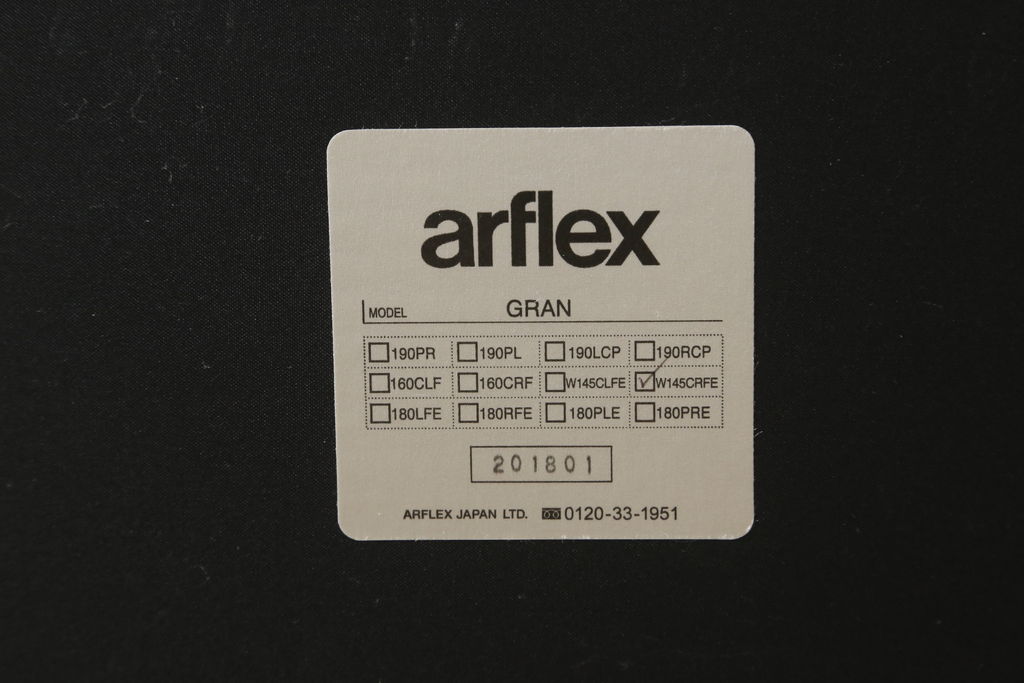 arflex
MODEL GRAN
☐190PR ☐190PL ☐190LCP ☐190RCP
☐160CLF ☐160CRF ☐W145CLFE ☑W145CRFE
☐180LFE ☐180RFE ☐180PLE ☐180PRE
201801
ARFLEX JAPAN LTD. 0120-33-1951